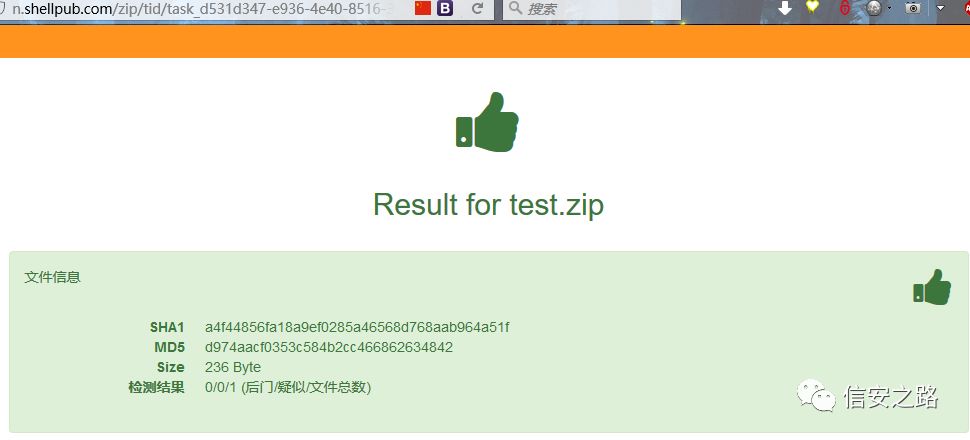 n.shellpub.com/zip/tid/task_d531d347-e936-4e40-8516-
搜索
Result for test.zip
文件信息
SHA1 a4f44856fa18a9ef0285a46568d768aab964a51f
MD5 d974aacf0353c584b2cc466862634842
Size 236 Byte
检测结果 0/0/1 (后门/疑似/文件总数)
信安之路